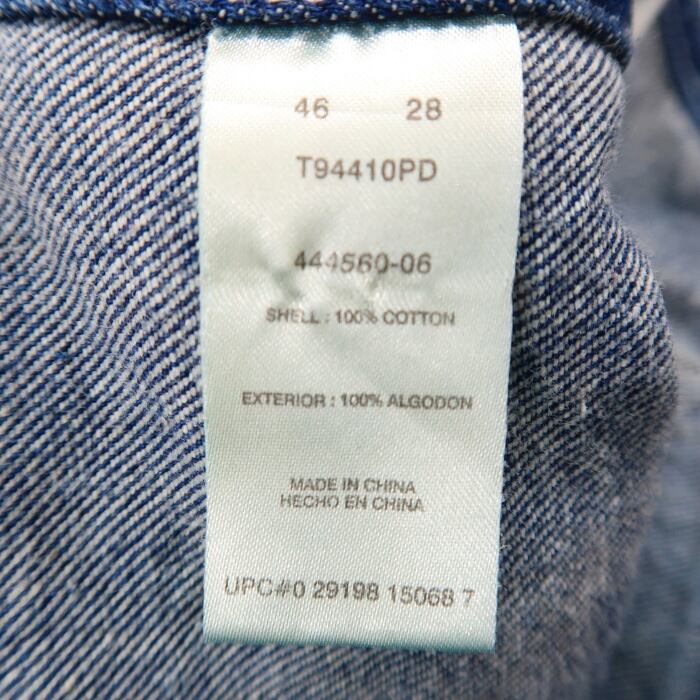 46 28
T94410PD
444560-06
SHELL : 100% COTTON
EXTERIOR : 100% ALGODON
MADE IN CHINA
HECHO EN CHINA
UPC#0 29198 15068 7